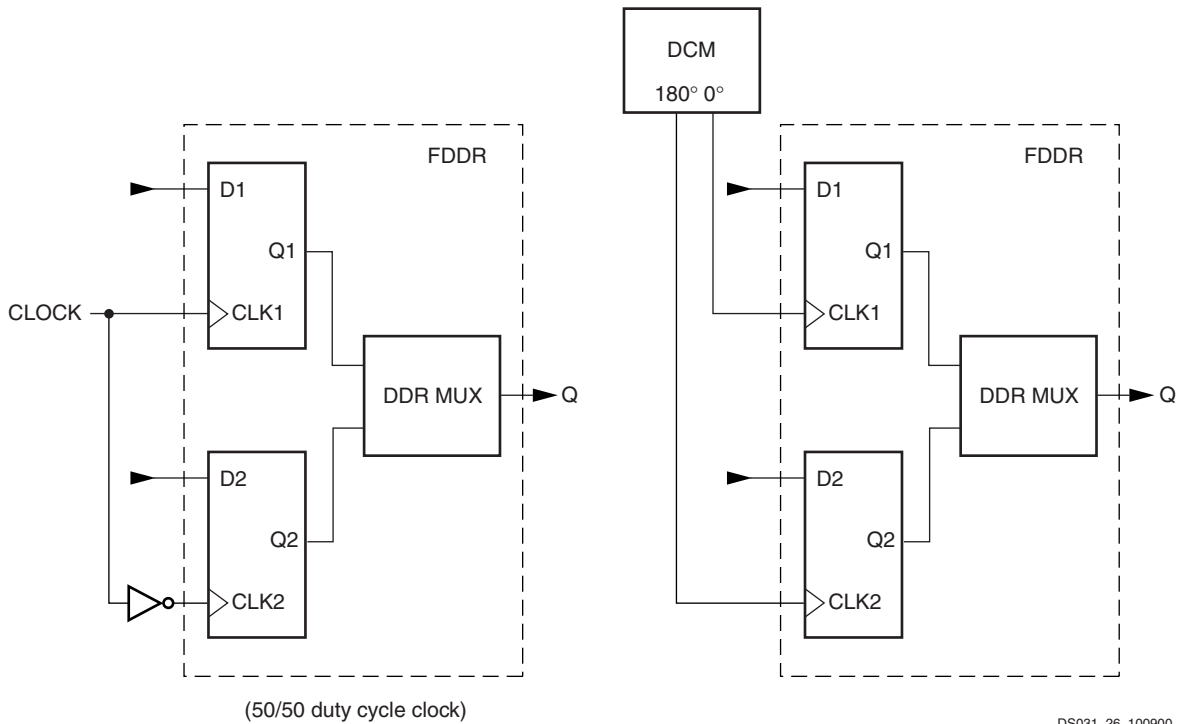 DCM
180° 0°
FDDR
D1
Q1
CLOCK
CLK1
DDR MUX
Q
D2
Q2
CLK2
(50/50 duty cycle clock)
FDDR
D1
Q1
CLK1
DDR MUX
Q
D2
Q2
CLK2
DS031_26_100900